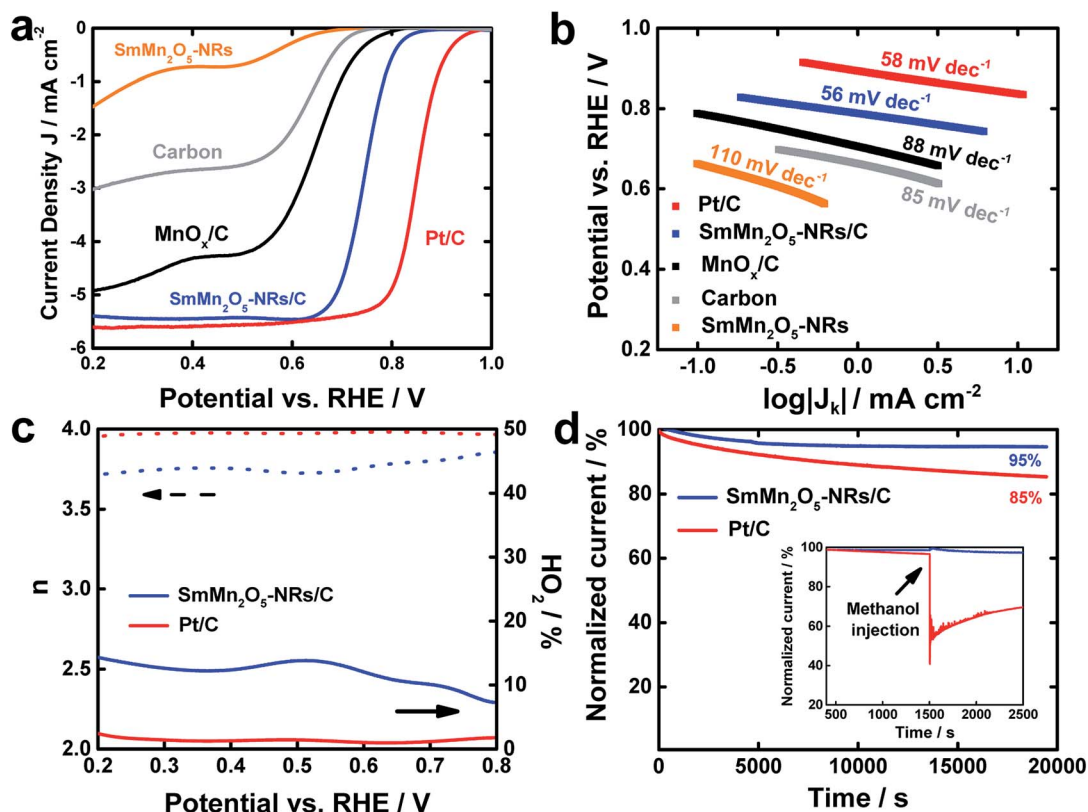 a
Current Density J / mA cm⁻²
0
-1
-2
-3
-4
-5
-6
SmMn₂O₅-NRs
Carbon
MnOₓ/C
Pt/C
SmMn₂O₅-NRs/C
0.2 0.4 0.6 0.8 1.0
Potential vs. RHE / V
b
Potential vs. RHE / V
1.0
0.8
0.6
0.4
0.2
58 mV dec⁻¹
56 mV dec⁻¹
88 mV dec⁻¹
110 mV dec⁻¹
85 mV dec⁻¹
Pt/C
SmMn₂O₅-NRs/C
MnOₓ/C
Carbon
SmMn₂O₅-NRs
-1.0 -0.5 0.0 0.5 1.0
log|Jₖ| / mA cm⁻²
c
n
4.0
3.5
3.0
2.5
2.0
SmMn₂O₅-NRs/C
Pt/C
50
40
30
20
10
0
HO₂ / %
0.2 0.3 0.4 0.5 0.6 0.7 0.8
Potential vs. RHE / V
d
Normalized current / %
100
80
60
40
20
0
95%
85%
SmMn₂O₅-NRs/C
Pt/C
Normalized current / %
100
80
60
40
20
Methanol
injection
500 1000 1500 2000 2500
Time / s
0 5000 10000 15000 20000
Time / s